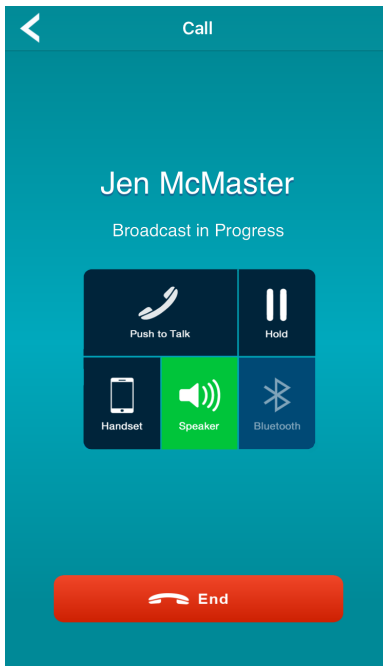 Call
Jen McMaster
Broadcast in Progress
Push to Talk
Hold
Handset
Speaker
Bluetooth
End